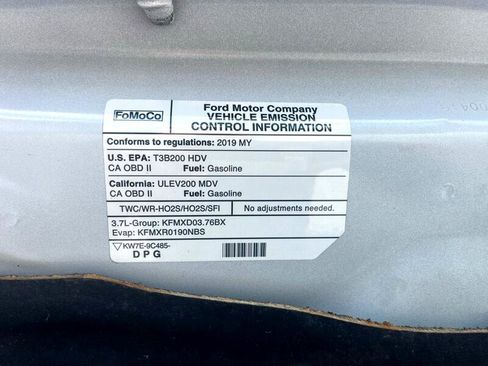 FoMoCo
Ford Motor Company
VEHICLE EMISSION
CONTROL INFORMATION
Conforms to regulations: 2019 MY
U.S. EPA: T3B200 HDV
CA OBD II Fuel: Gasoline
California: ULEV200 MDV
CA OBD II Fuel: Gasoline
TWC/WR-HO2S/HO2S/SFI No adjustments needed.
3.7L-Group: KFMXD03.76BX
Evap: KFMXR0190NBS
KW7E-9C485-
DPG